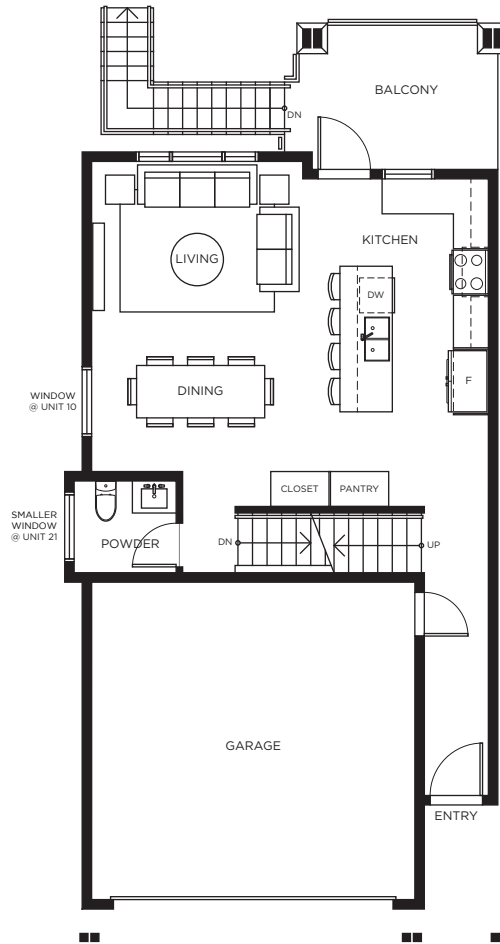 BALCONY
DN
KITCHEN
LIVING
DW
WINDOW
@ UNIT 10
DINING
F
CLOSET
PANTRY
SMALLER
WINDOW
@ UNIT 21
POWDER
DN
UP
GARAGE
ENTRY